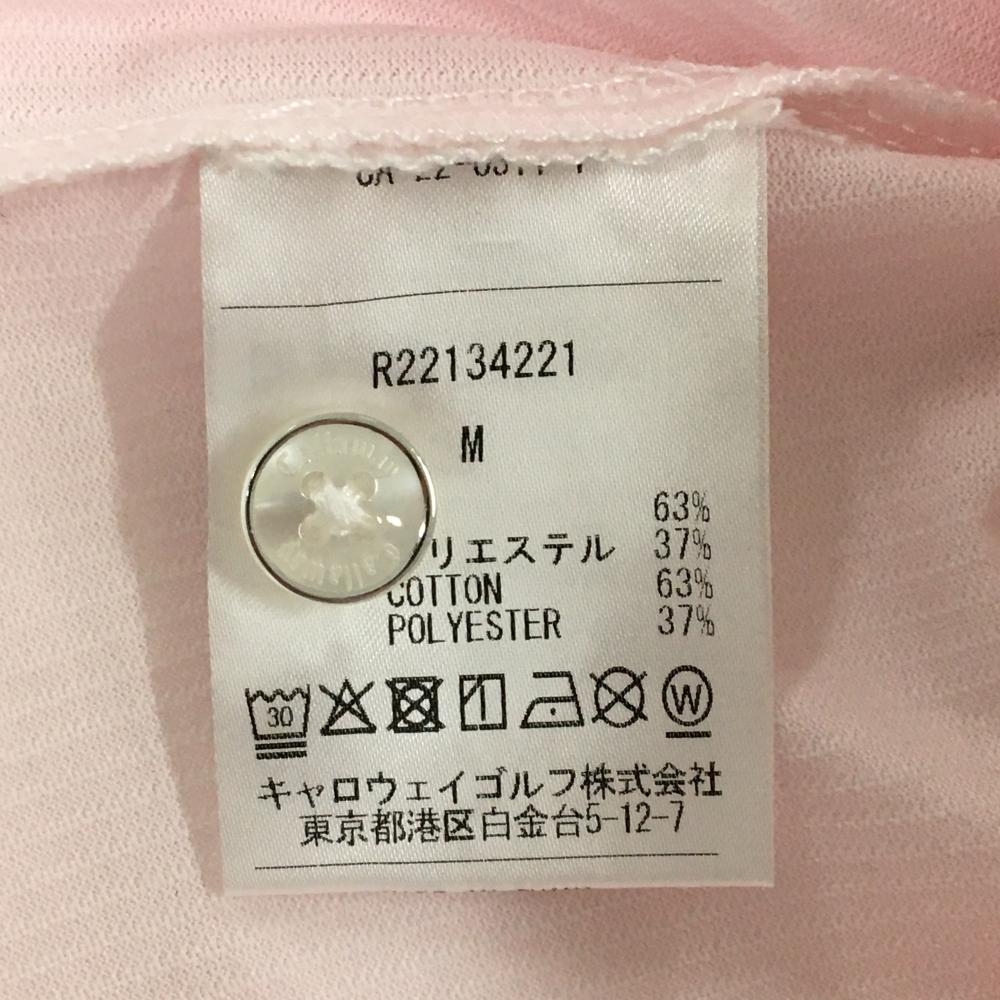 R22134221
M
63%
リエステル 37%
COTTON 63%
POLYESTER 37%
30
W
キャロウェイゴルフ株式会社
東京都港区白金台5-12-7